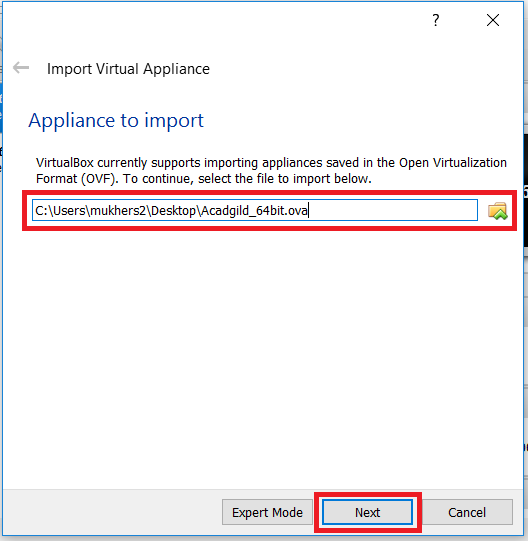 ?
Import Virtual Appliance
Appliance to import
VirtualBox currently supports importing appliances saved in the Open Virtualization
Format (OVF). To continue, select the file to import below.
C:\Users\mukhers2\Desktop\Acadgild_64bit.ova
Expert Mode Next Cancel